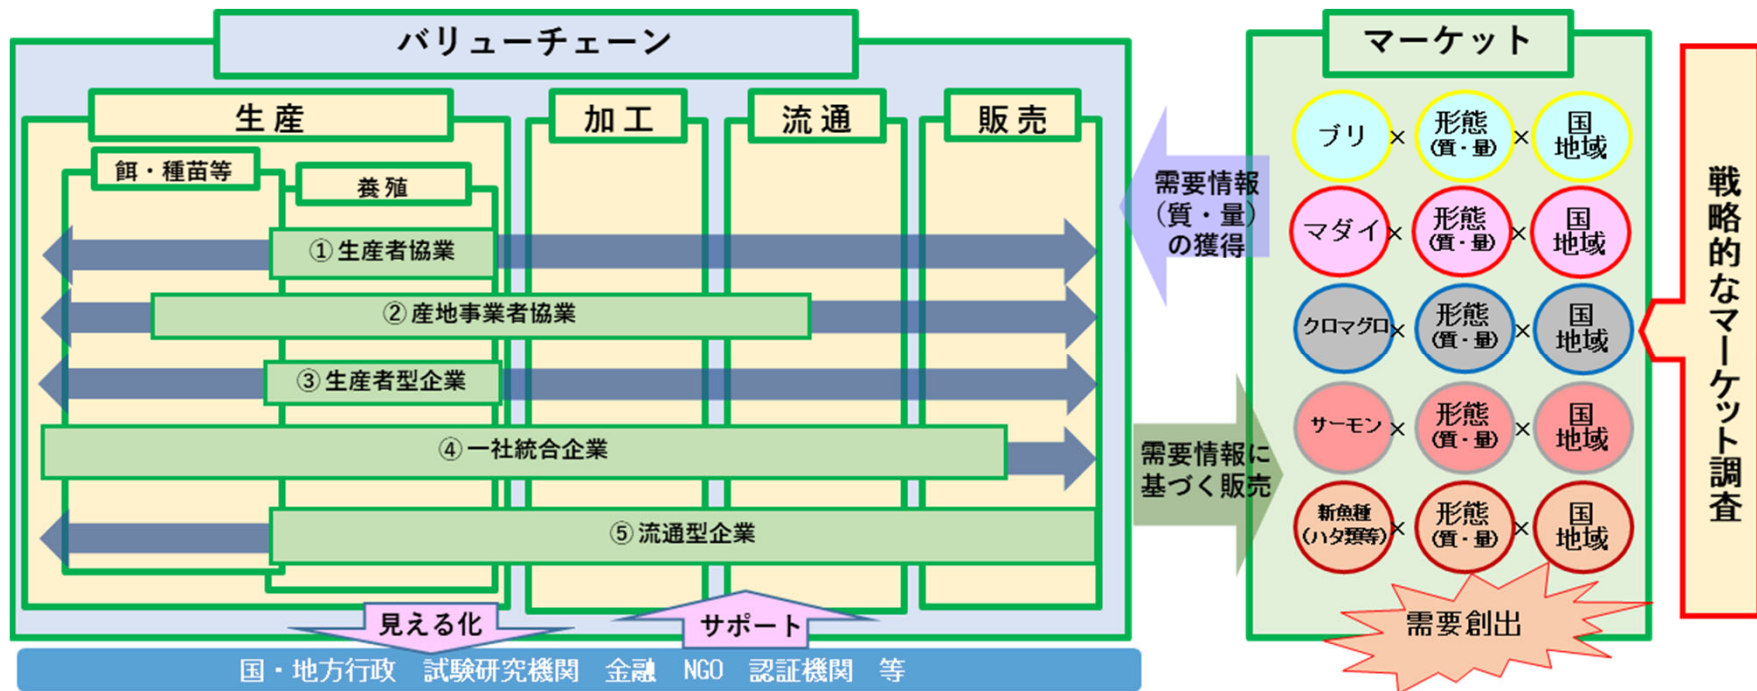 バリューチェーン
生産
加工
流通
販売
餌・種苗等
養殖
①生産者協業
②産地事業者協業
③生産者型企業
④一社統合企業
⑤流通型企業
見える化
サポート
国・地方行政　試験研究機関　金融　NGO　認証機関　等
需要情報
（質・量）
の獲得
需要情報に
基づく販売
マーケット
ブリ × 形態(質・量) × 国地域
マダイ × 形態(質・量) × 国地域
クロマグロ × 形態(質・量) × 国地域
サーモン × 形態(質・量) × 国地域
新魚種(ハタ類等) × 形態(質・量) × 国地域
需要創出
戦略的なマーケット調査